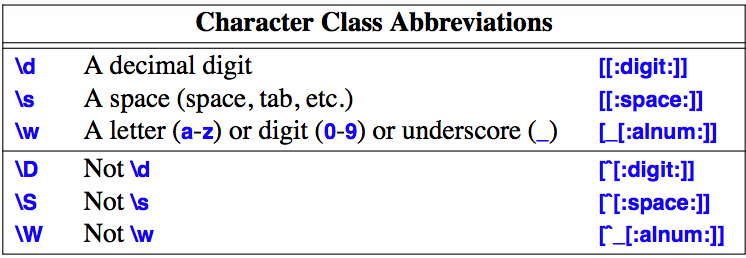 Character Class Abbreviations
\d A decimal digit [[:digit:]]
\s A space (space, tab, etc.) [[:space:]]
\w A letter (a-z) or digit (0-9) or underscore (_) [_[:alnum:]]
\D Not \d [^[:digit:]]
\S Not \s [^[:space:]]
\W Not \w [^_[:alnum:]]